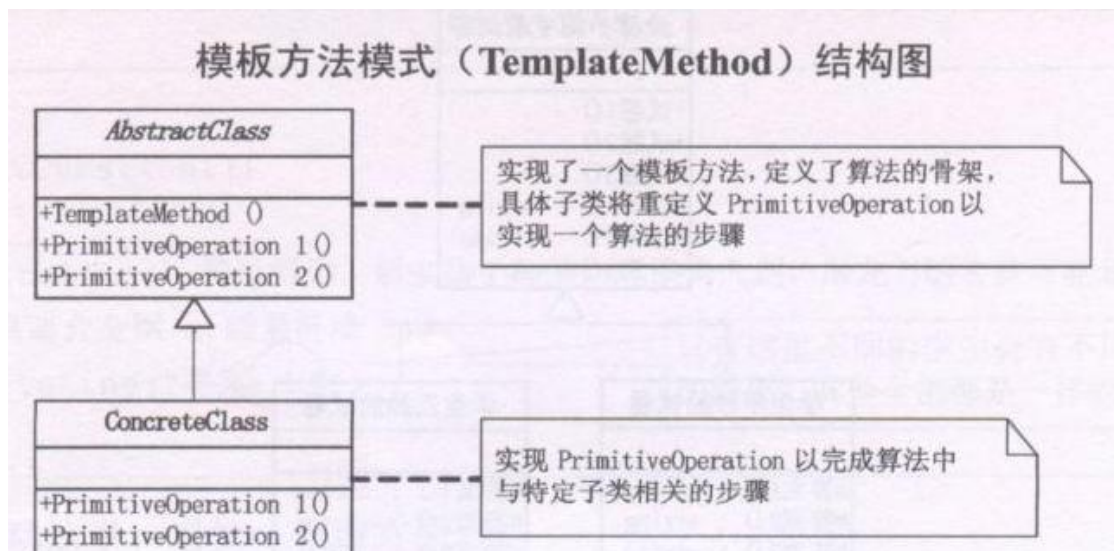 模板方法模式（TemplateMethod）结构图
AbstractClass
+TemplateMethod ()
+PrimitiveOperation 1()
+PrimitiveOperation 2()
实现了一个模板方法，定义了算法的骨架，
具体子类将重定义 PrimitiveOperation 以
实现一个算法的步骤
ConcreteClass
+PrimitiveOperation 1()
+PrimitiveOperation 2()
实现 PrimitiveOperation 以完成算法中
与特定子类相关的步骤